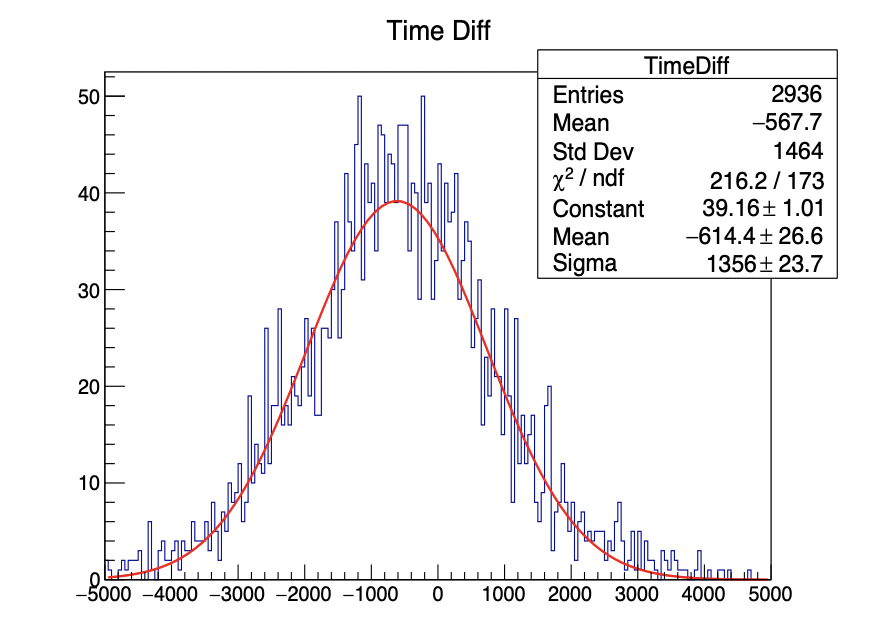 Time Diff
TimeDiff
Entries 2936
Mean −567.7
Std Dev 1464
χ² / ndf 216.2 / 173
Constant 39.16 ± 1.01
Mean −614.4 ± 26.6
Sigma 1356 ± 23.7
50
40
30
20
10
0
−5000 −4000 −3000 −2000 −1000 0 1000 2000 3000 4000 5000